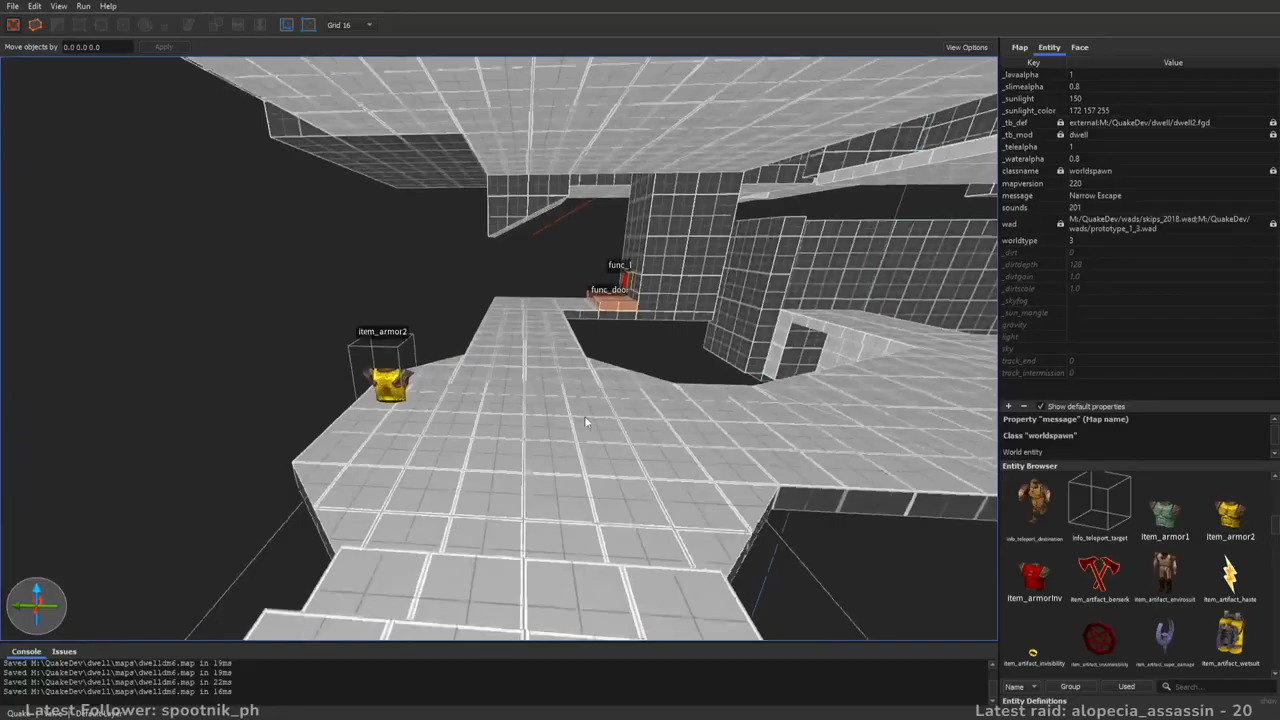 File Edit View Run Help
Grid 16
Move objects by 0.0 0.0 0.0 Apply View Options
Map Entity Face
Key Value
_lavaalpha 1
_slimealpha 0.8
_sunlight 150
_sunlight_color 172 157 255
_tb_def external:M:/QuakeDev/dwell/dwell2.fgd
_tb_mod dwell
_telealpha 1
_wateralpha 0.8
classname worldspawn
mapversion 220
message Narrow Escape
sounds 201
wad M:/QuakeDev/wads/skips_2018.wad;M:/QuakeDev/
wads/prototype_1_3.wad
worldtype 3
_dirt 0
_dirtdepth 128
_dirtgain 1.0
_dirtscale 1.0
_skyfog
_sun_mangle
gravity
light
sky
track_end 0
track_intermission 0
Show default properties
Property "message" (Map name)
Class "worldspawn"
World entity
Entity Browser
info_teleport_destination info_teleport_target item_armor1 item_armor2
item_armorInv item_artifact_berserk item_artifact_envirosuit item_artifact_haste
item_artifact_invisibility item_artifact_invulnerability item_artifact_super_damage item_artifact_wetsuit
Name Group Used Search...
Entity Definitions
func_l
func_door
item_armor2
Console Issues
Saved M:\QuakeDev\dwell\maps\dwelldm6.map in 19ms
Saved M:\QuakeDev\dwell\maps\dwelldm6.map in 19ms
Saved M:\QuakeDev\dwell\maps\dwelldm6.map in 22ms
Saved M:\QuakeDev\dwell\maps\dwelldm6.map in 16ms
Latest Follower: spootnik_ph
Latest raid: alopecia_assassin - 20